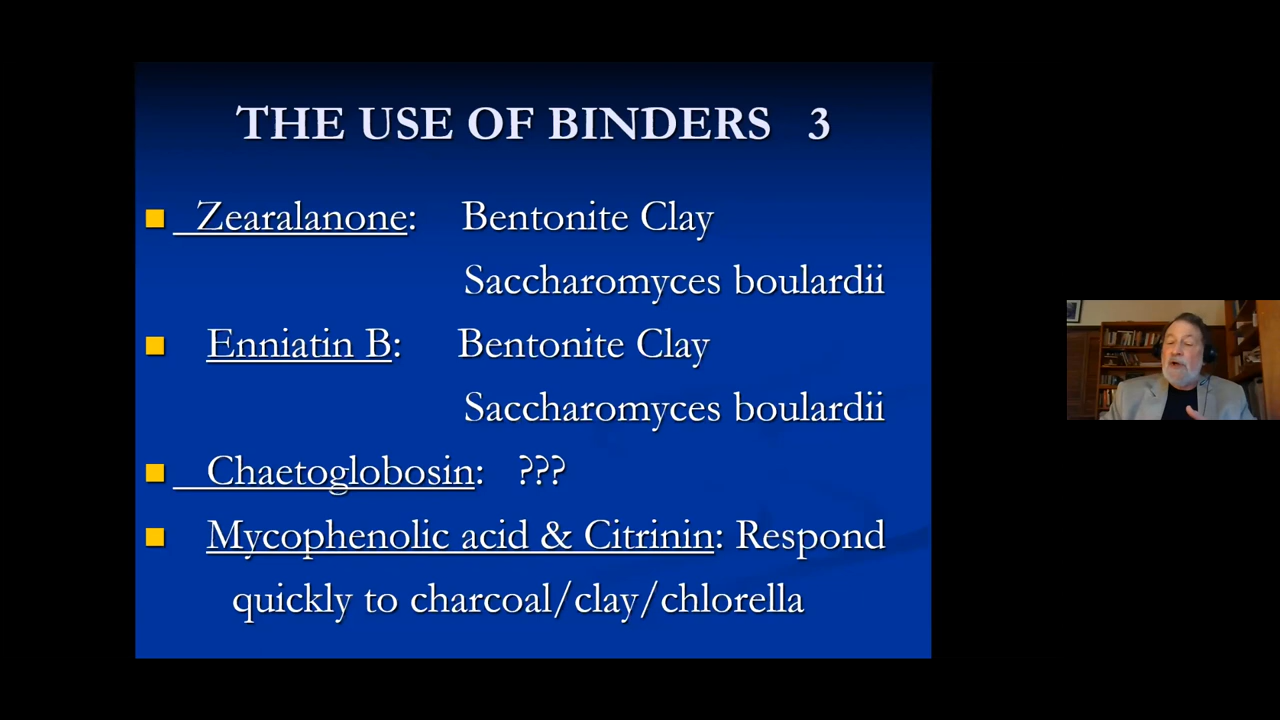 THE USE OF BINDERS 3
Zearalanone: Bentonite Clay
Saccharomyces boulardii
Enniatin B: Bentonite Clay
Saccharomyces boulardii
Chaetoglobosin: ???
Mycophenolic acid & Citrinin: Respond
quickly to charcoal/clay/chlorella